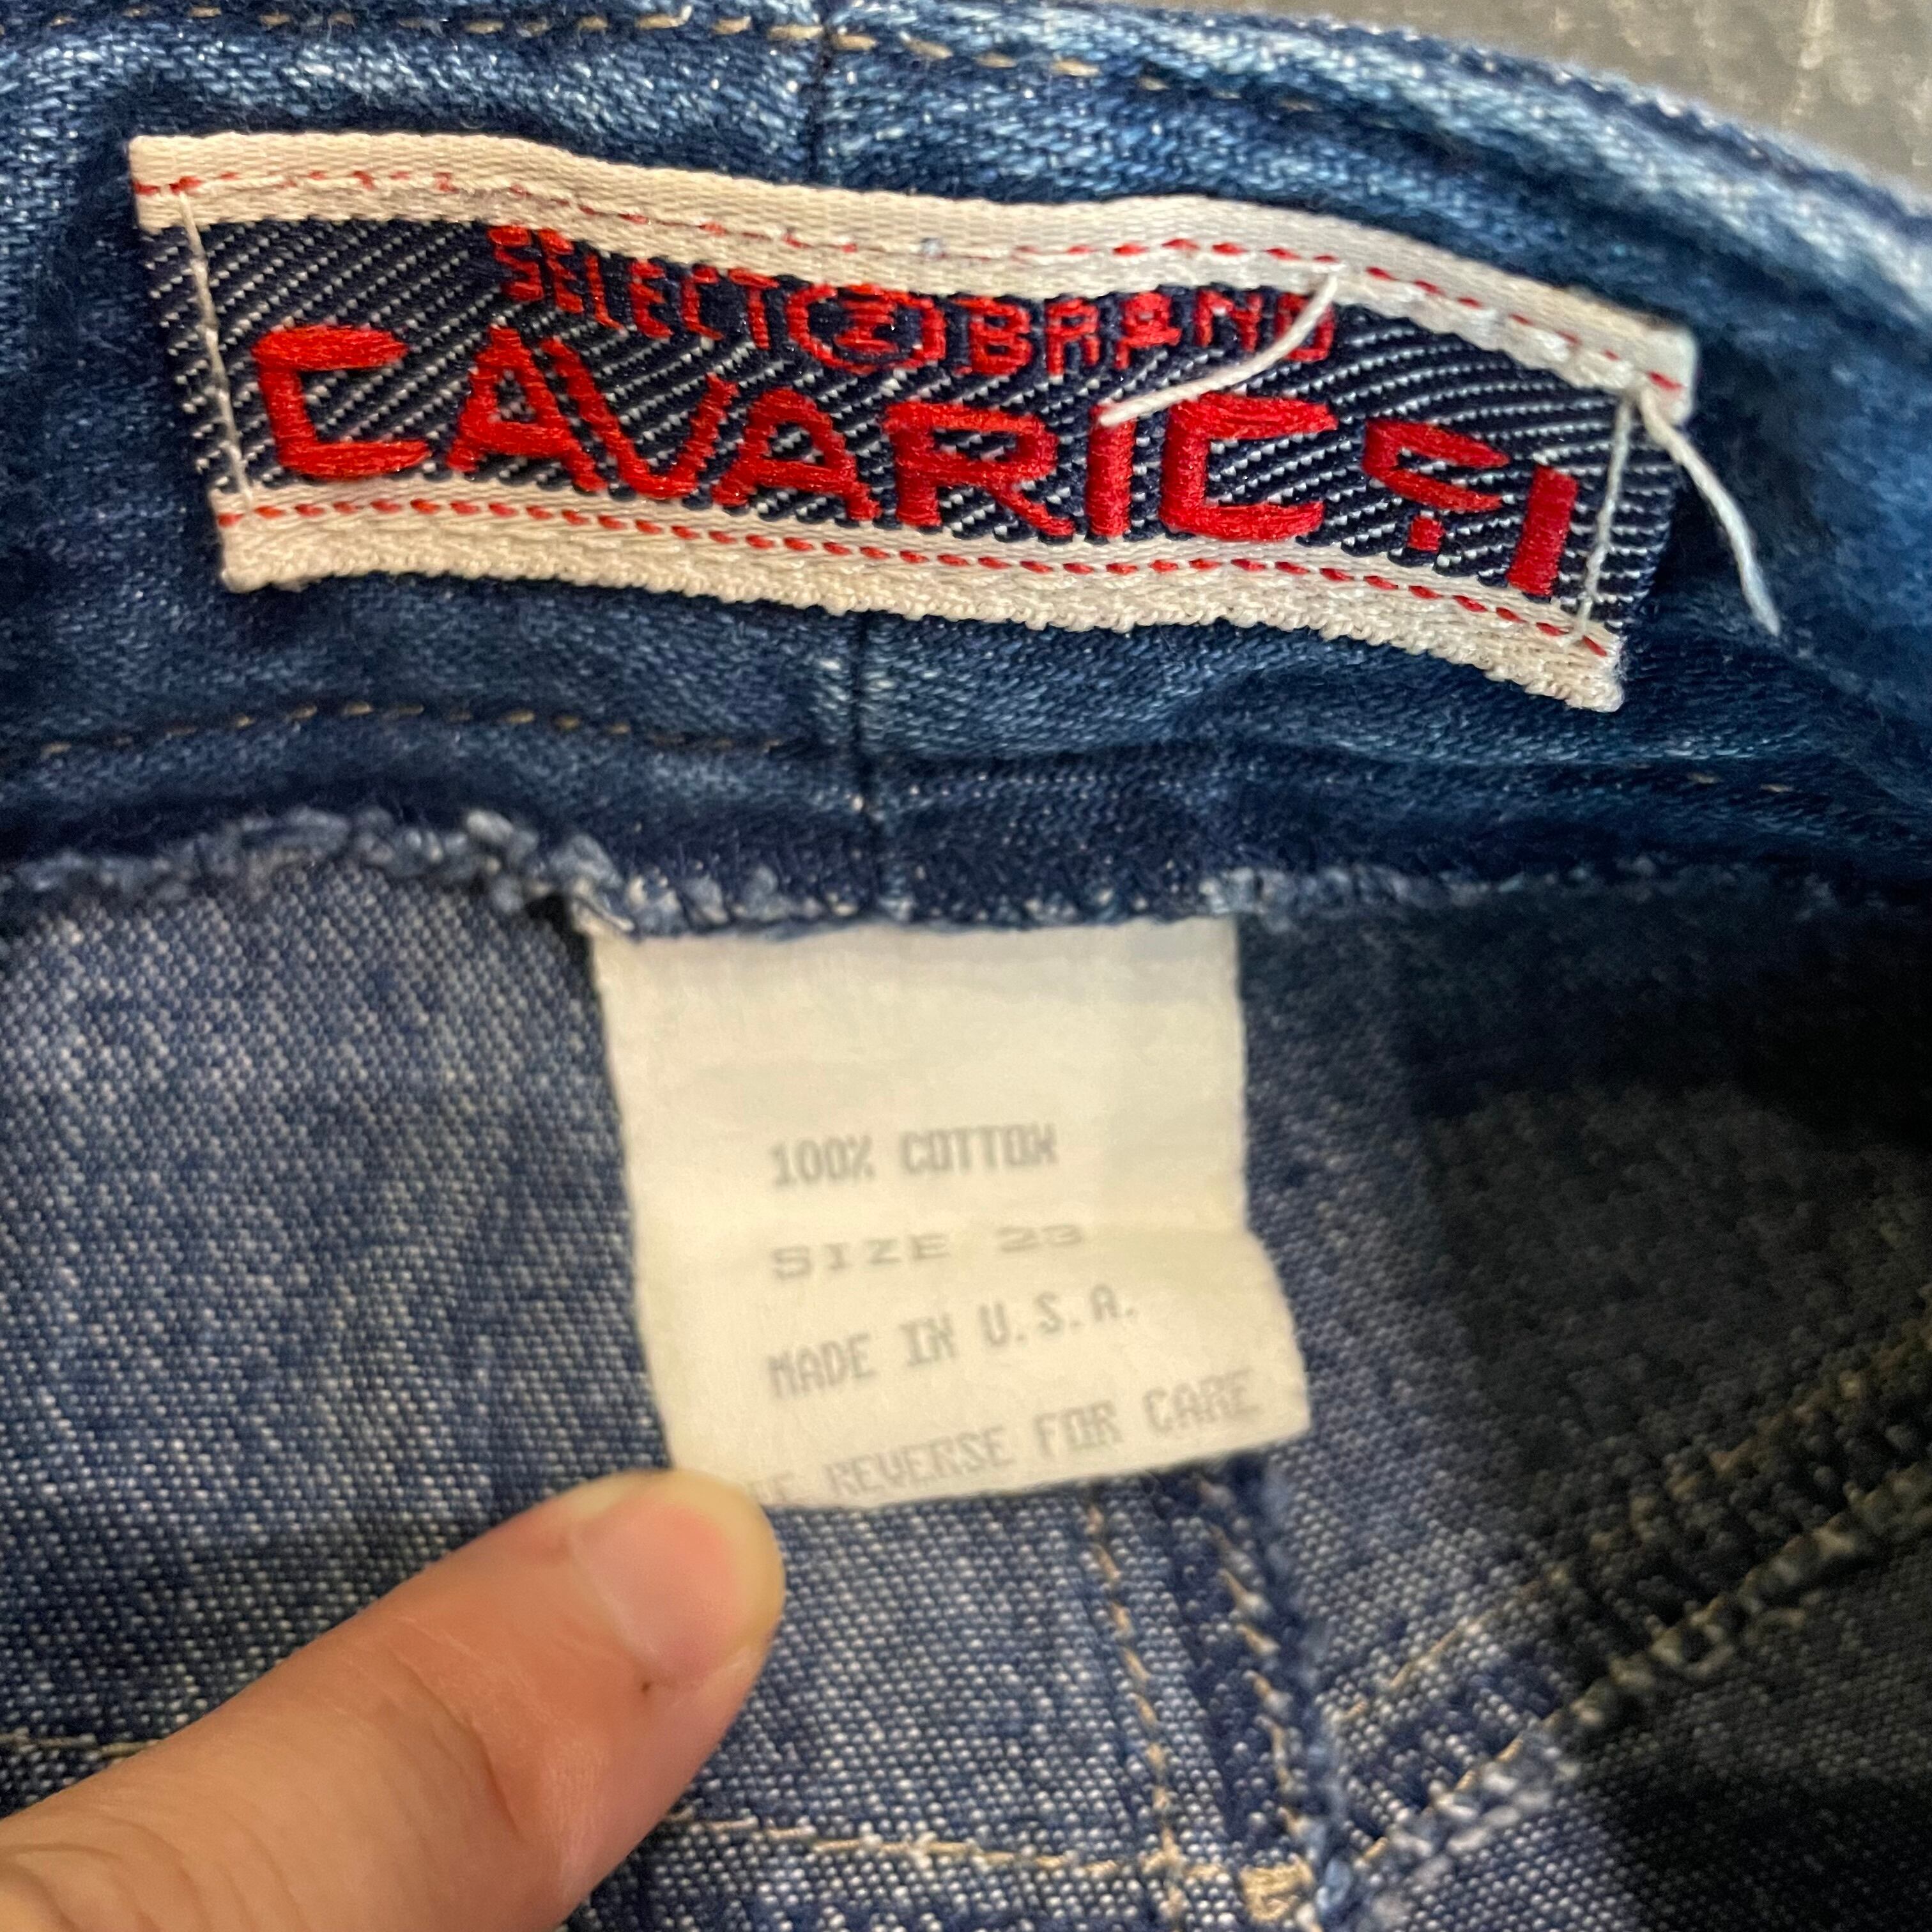 SELECT Z BRAND
CAVARICCI
100% COTTON
SIZE 23
MADE IN U.S.A.
REVERSE FOR CARE